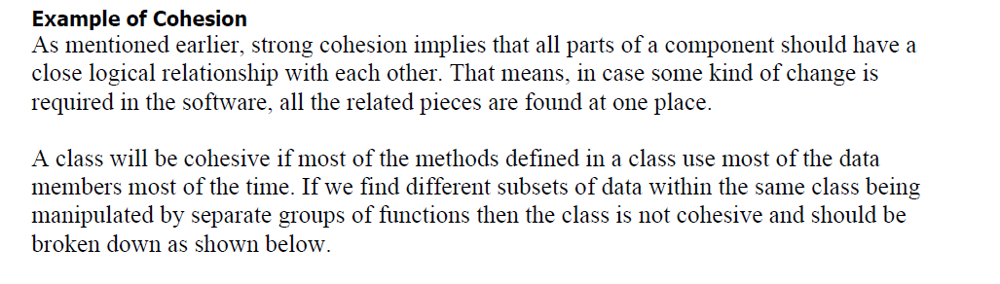 Example of Cohesion
As mentioned earlier, strong cohesion implies that all parts of a component should have a
close logical relationship with each other. That means, in case some kind of change is
required in the software, all the related pieces are found at one place.
A class will be cohesive if most of the methods defined in a class use most of the data
members most of the time. If we find different subsets of data within the same class being
manipulated by separate groups of functions then the class is not cohesive and should be
broken down as shown below.